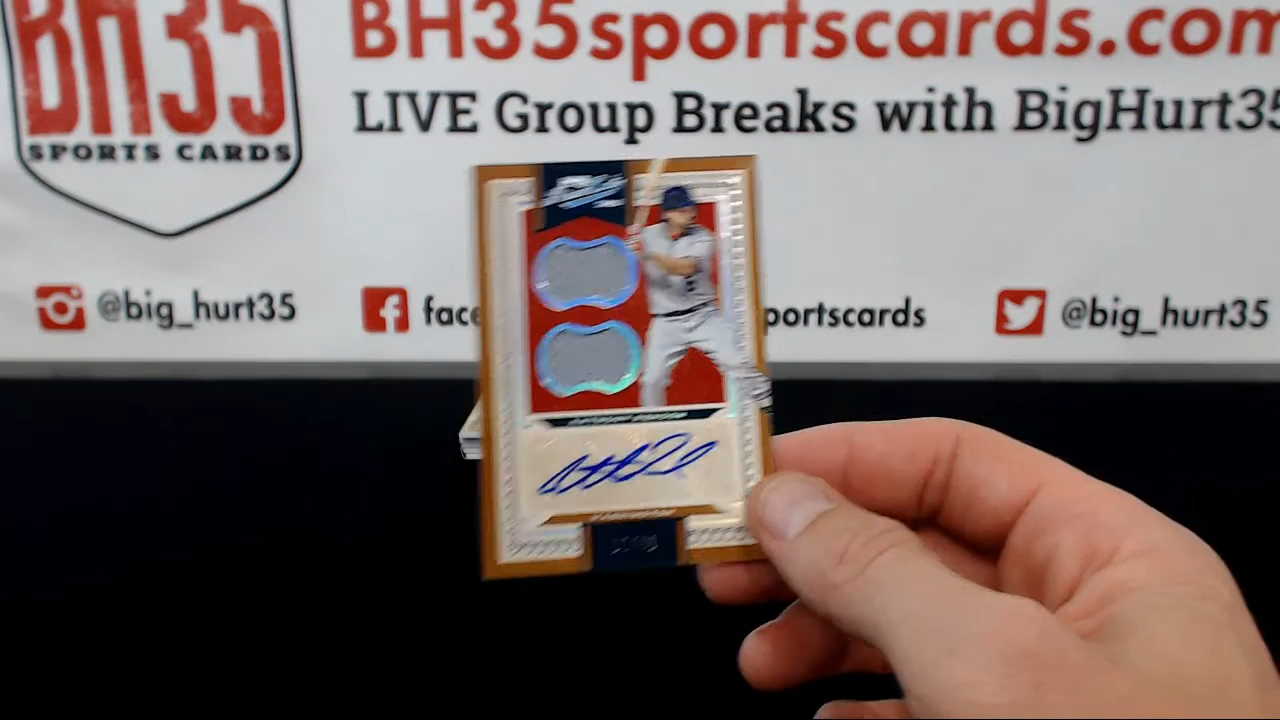 BH35
SPORTS CARDS
BH35sportscards.com
LIVE Group Breaks with BigHurt35
@big_hurt35
face
portscards
@big_hurt35